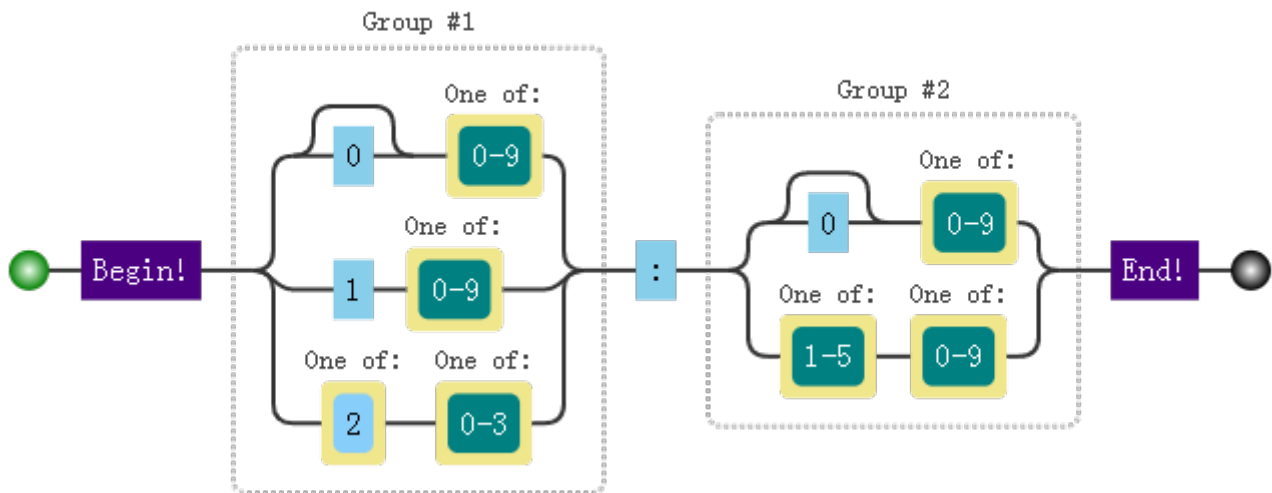 Group #1
One of:
0
0-9
One of:
1
0-9
One of:
One of:
2
0-3
Begin!
:
Group #2
One of:
0
0-9
One of:
One of:
1-5
0-9
End!